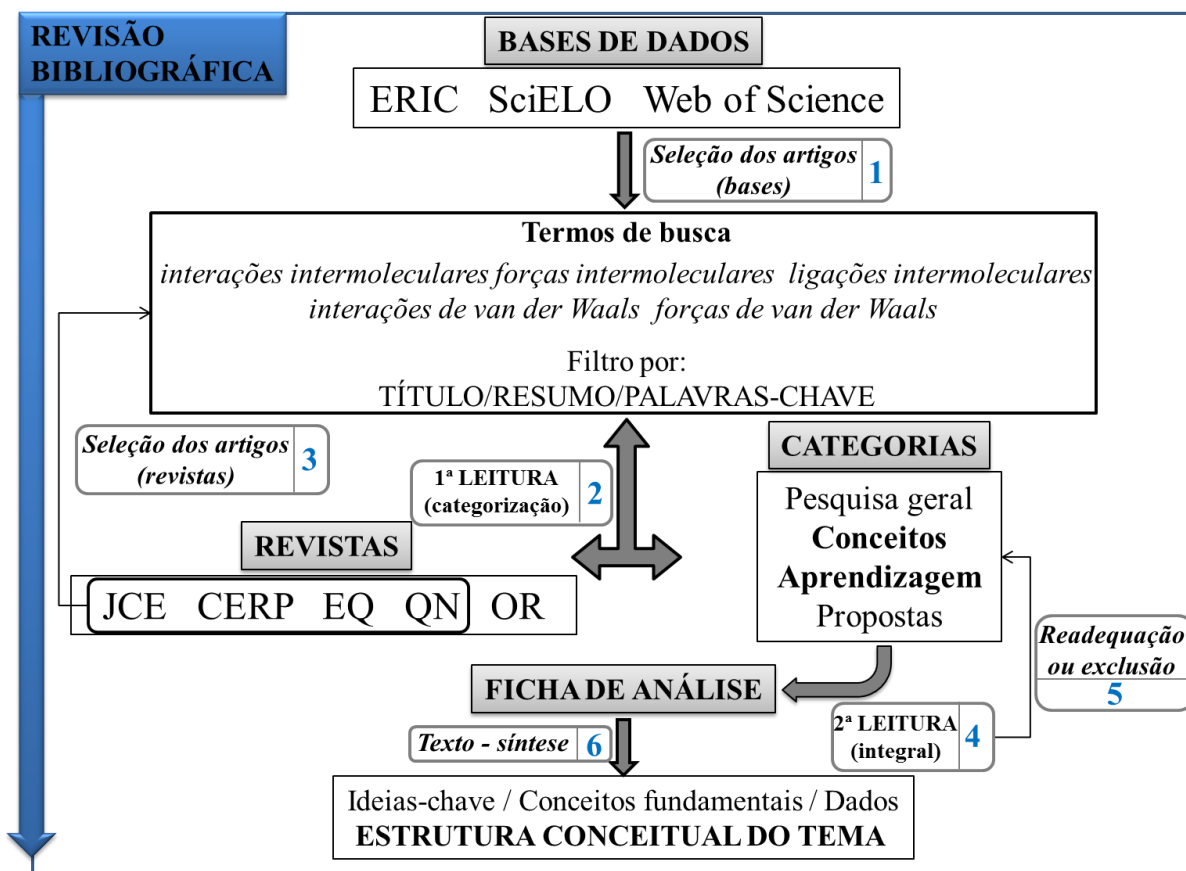 REVISÃO
BIBLIOGRÁFICA
BASES DE DADOS
ERIC SciELO Web of Science
Seleção dos artigos
(bases)
1
Termos de busca
interações intermoleculares forças intermoleculares ligações intermoleculares
interações de van der Waals forças de van der Waals
Filtro por:
TÍTULO/RESUMO/PALAVRAS-CHAVE
Seleção dos artigos
(revistas)
3
1ª LEITURA
(categorização)
2
CATEGORIAS
Pesquisa geral
Conceitos
Aprendizagem
Propostas
REVISTAS
JCE CERP EQ QN OR
Readequação
ou exclusão
5
FICHA DE ANÁLISE
2ª LEITURA
(integral)
4
Texto - síntese
6
Ideias-chave / Conceitos fundamentais / Dados
ESTRUTURA CONCEITUAL DO TEMA